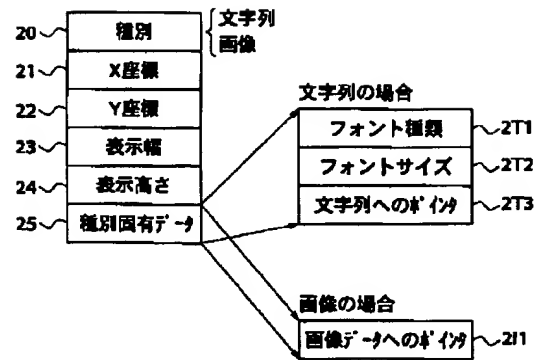 20 種別 文字列
画像
21 X座標
22 Y座標
23 表示幅
24 表示高さ
25 種別固有データ
文字列の場合
フォント種類 2T1
フォントサイズ 2T2
文字列へのポインタ 2T3
画像の場合
画像データへのポインタ 2I1